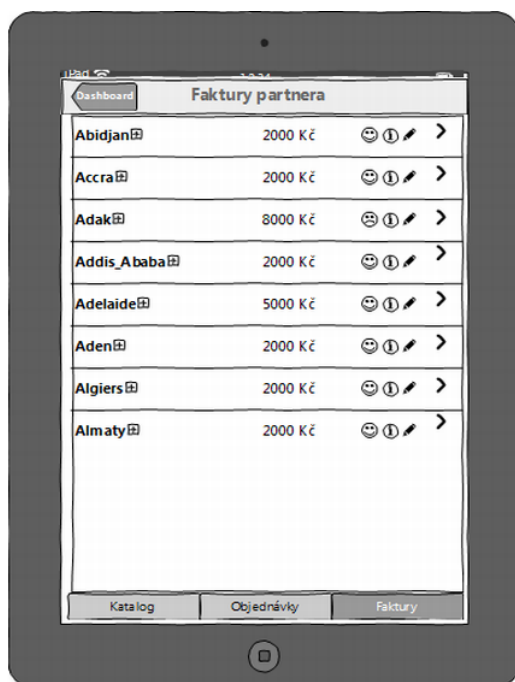 iPad
Dashboard
Faktury partnera
Abidjan 2000 Kč
Accra 2000 Kč
Adak 8000 Kč
Addis_Ababa 2000 Kč
Adelaide 5000 Kč
Aden 2000 Kč
Algiers 2000 Kč
Almaty 2000 Kč
Katalog Objednávky Faktury